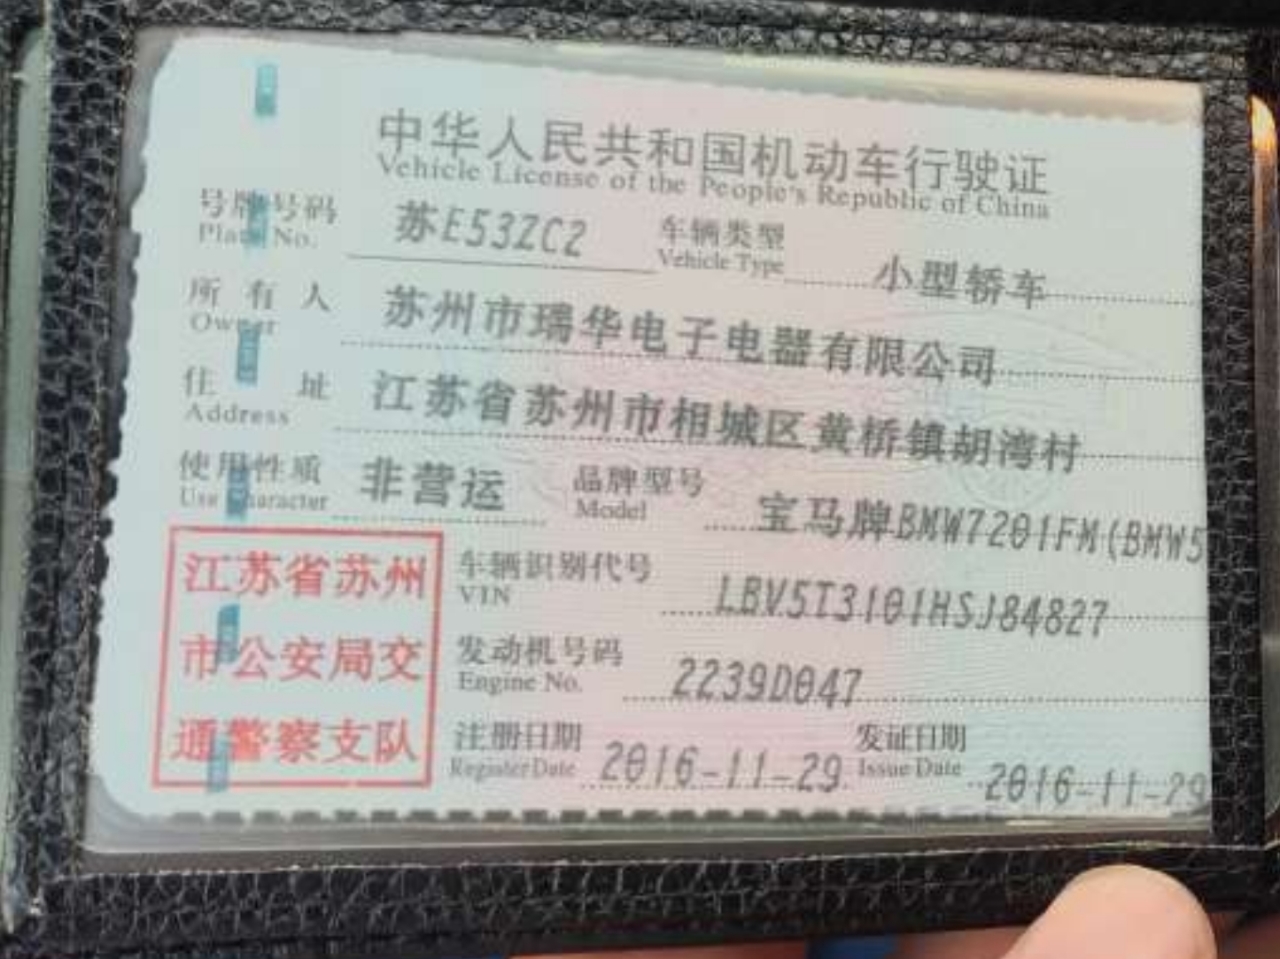 中华人民共和国机动车行驶证
Vehicle License of the People's Republic of China
号牌号码 苏E53ZC2 车辆类型 小型轿车
Plate No. Vehicle Type
所有人 苏州市瑞华电子电器有限公司
Owner
住址 江苏省苏州市相城区黄桥镇胡湾村
Address
使用性质 非营运 品牌型号 宝马牌BMW7201FM(BMW5
Use Character Model
江苏省苏州
市公安局交
通警察支队
车辆识别代号 LBV5T3101HSJ84827
VIN
发动机号码 2239D047
Engine No.
注册日期 2016-11-29 发证日期 2016-11-29
Register Date Issue Date